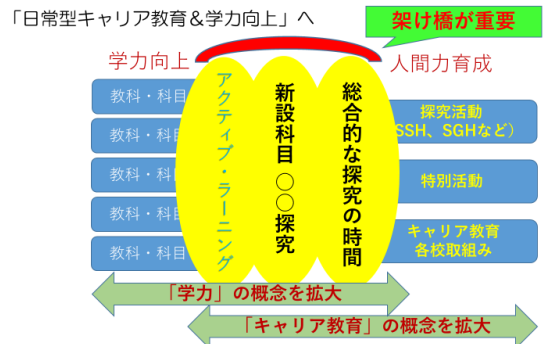 「日常型キャリア教育&学力向上」へ
架け橋が重要
学力向上
人間力育成
教科・科目
教科・科目
教科・科目
教科・科目
教科・科目
アクティブ・ラーニング
新設科目 〇〇探究
総合的な探究の時間
探究活動
SSH、SGHなど）
特別活動
キャリア教育
各校取組み
「学力」の概念を拡大
「キャリア教育」の概念を拡大